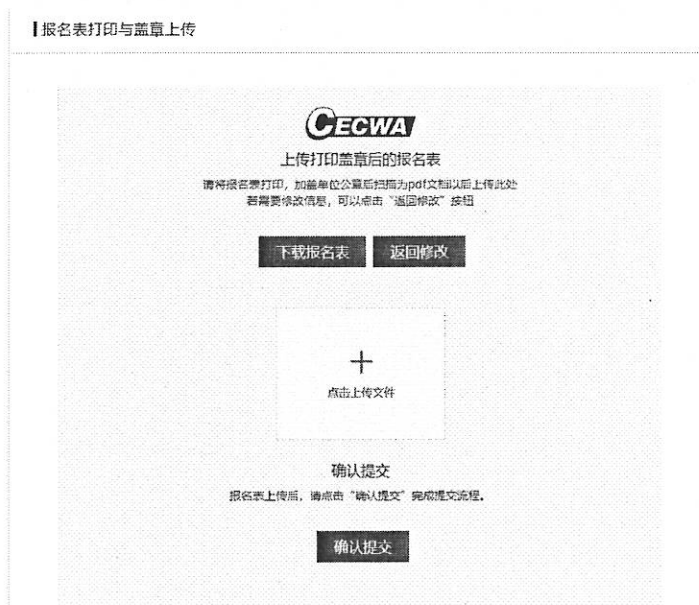 报名表打印与盖章上传
CECWA
上传打印盖章后的报名表
请将报名表打印，加盖单位公章后扫描为pdf文档以后上传此处
若需要修改信息，可以点击“返回修改”按钮
下载报名表 返回修改
点击上传文件
确认提交
报名表上传后，请点击“确认提交”完成提交流程。
确认提交